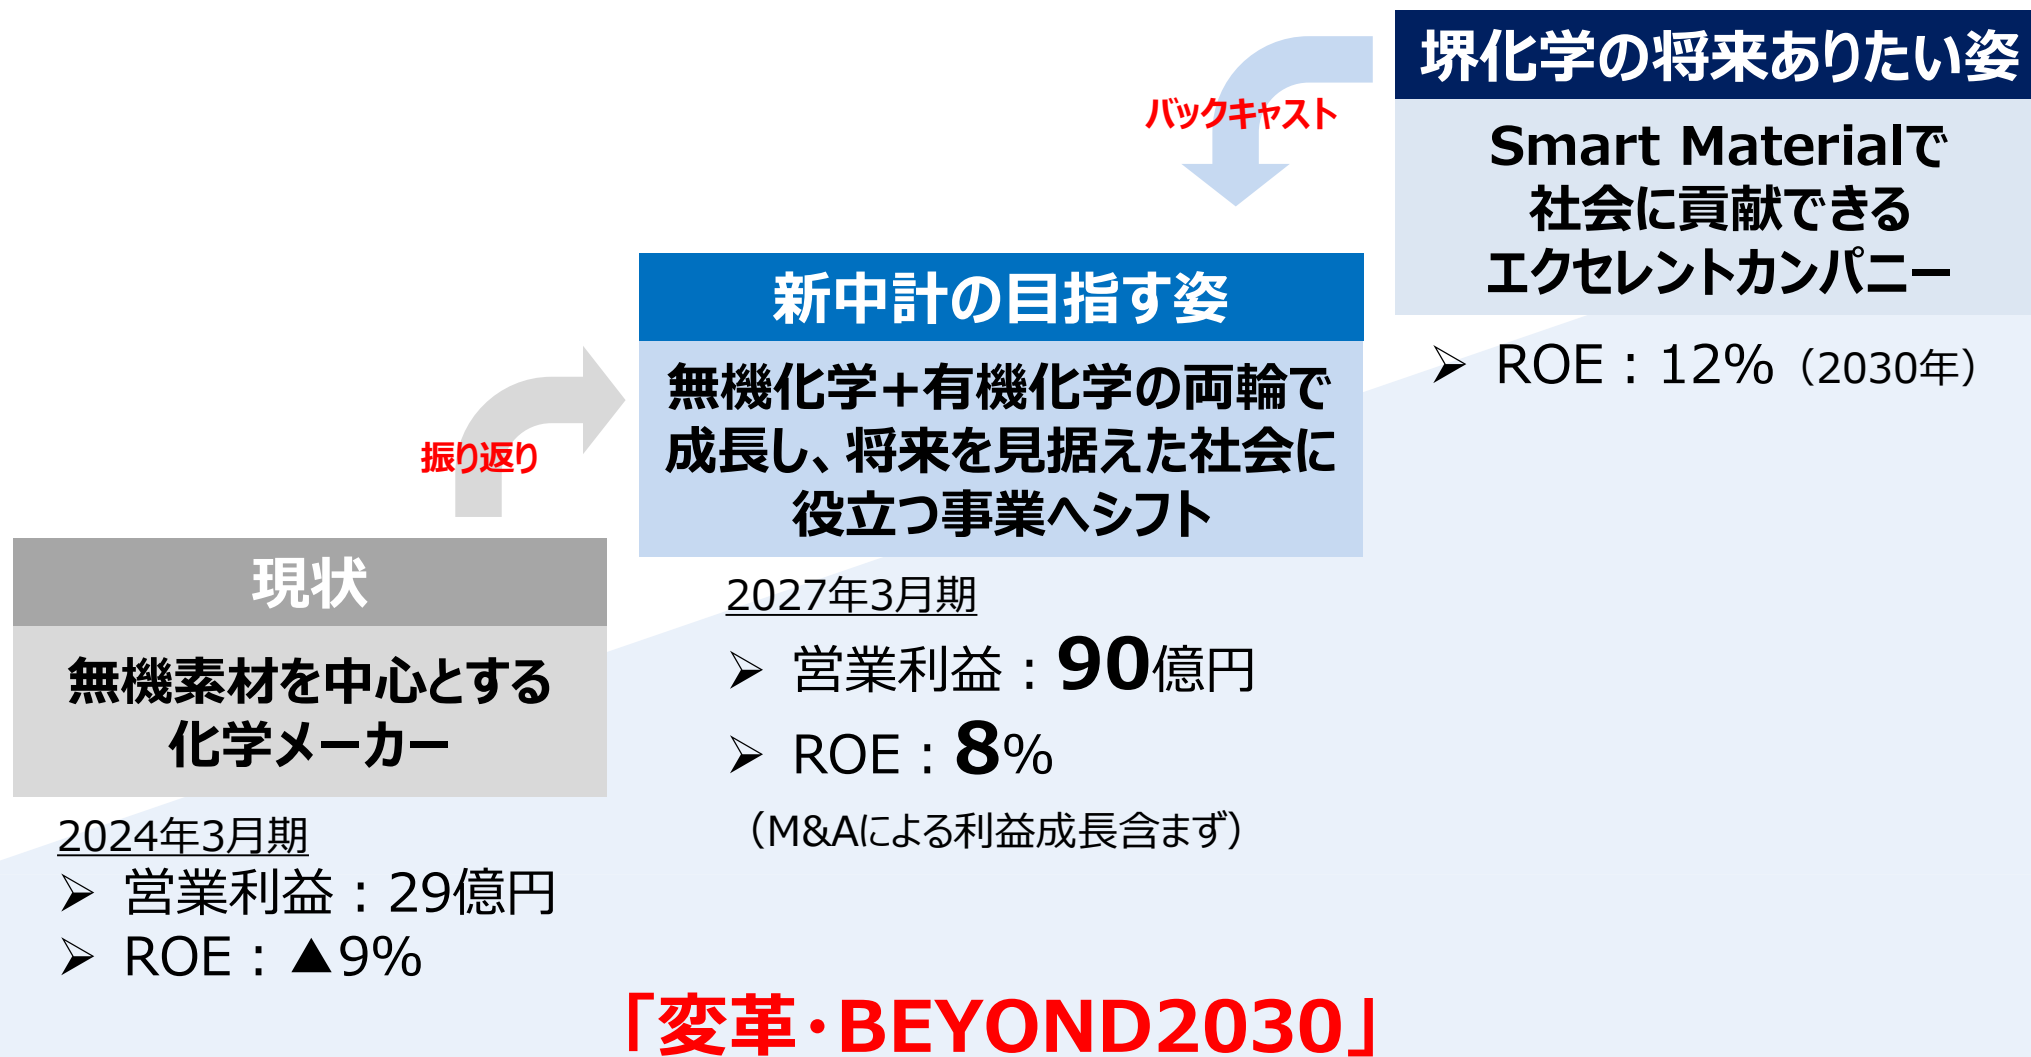 堺化学の将来ありたい姿
Smart Materialで
社会に貢献できる
エクセレントカンパニー
➢ ROE：12%（2030年）
バックキャスト
新中計の目指す姿
無機化学+有機化学の両輪で
成長し、将来を見据えた社会に
役立つ事業へシフト
2027年3月期
➢ 営業利益：90億円
➢ ROE：8%
（M&Aによる利益成長含まず）
振り返り
現状
無機素材を中心とする
化学メーカー
2024年3月期
➢ 営業利益：29億円
➢ ROE：▲9%
「変革・BEYOND2030」